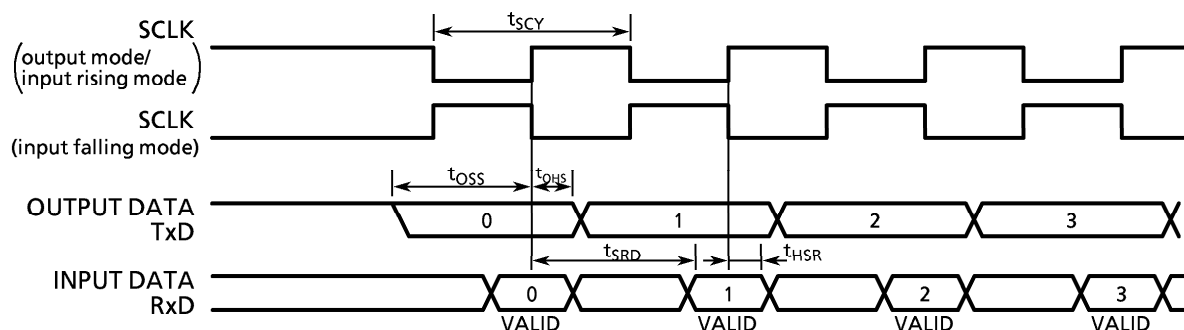 tSCY
SCLK
(output mode/
input rising mode)
SCLK
(input falling mode)
tOSS
tOHS
OUTPUT DATA
TxD
0
1
2
3
tSRD
tHSR
INPUT DATA
RxD
0
1
2
3
VALID
VALID
VALID
VALID